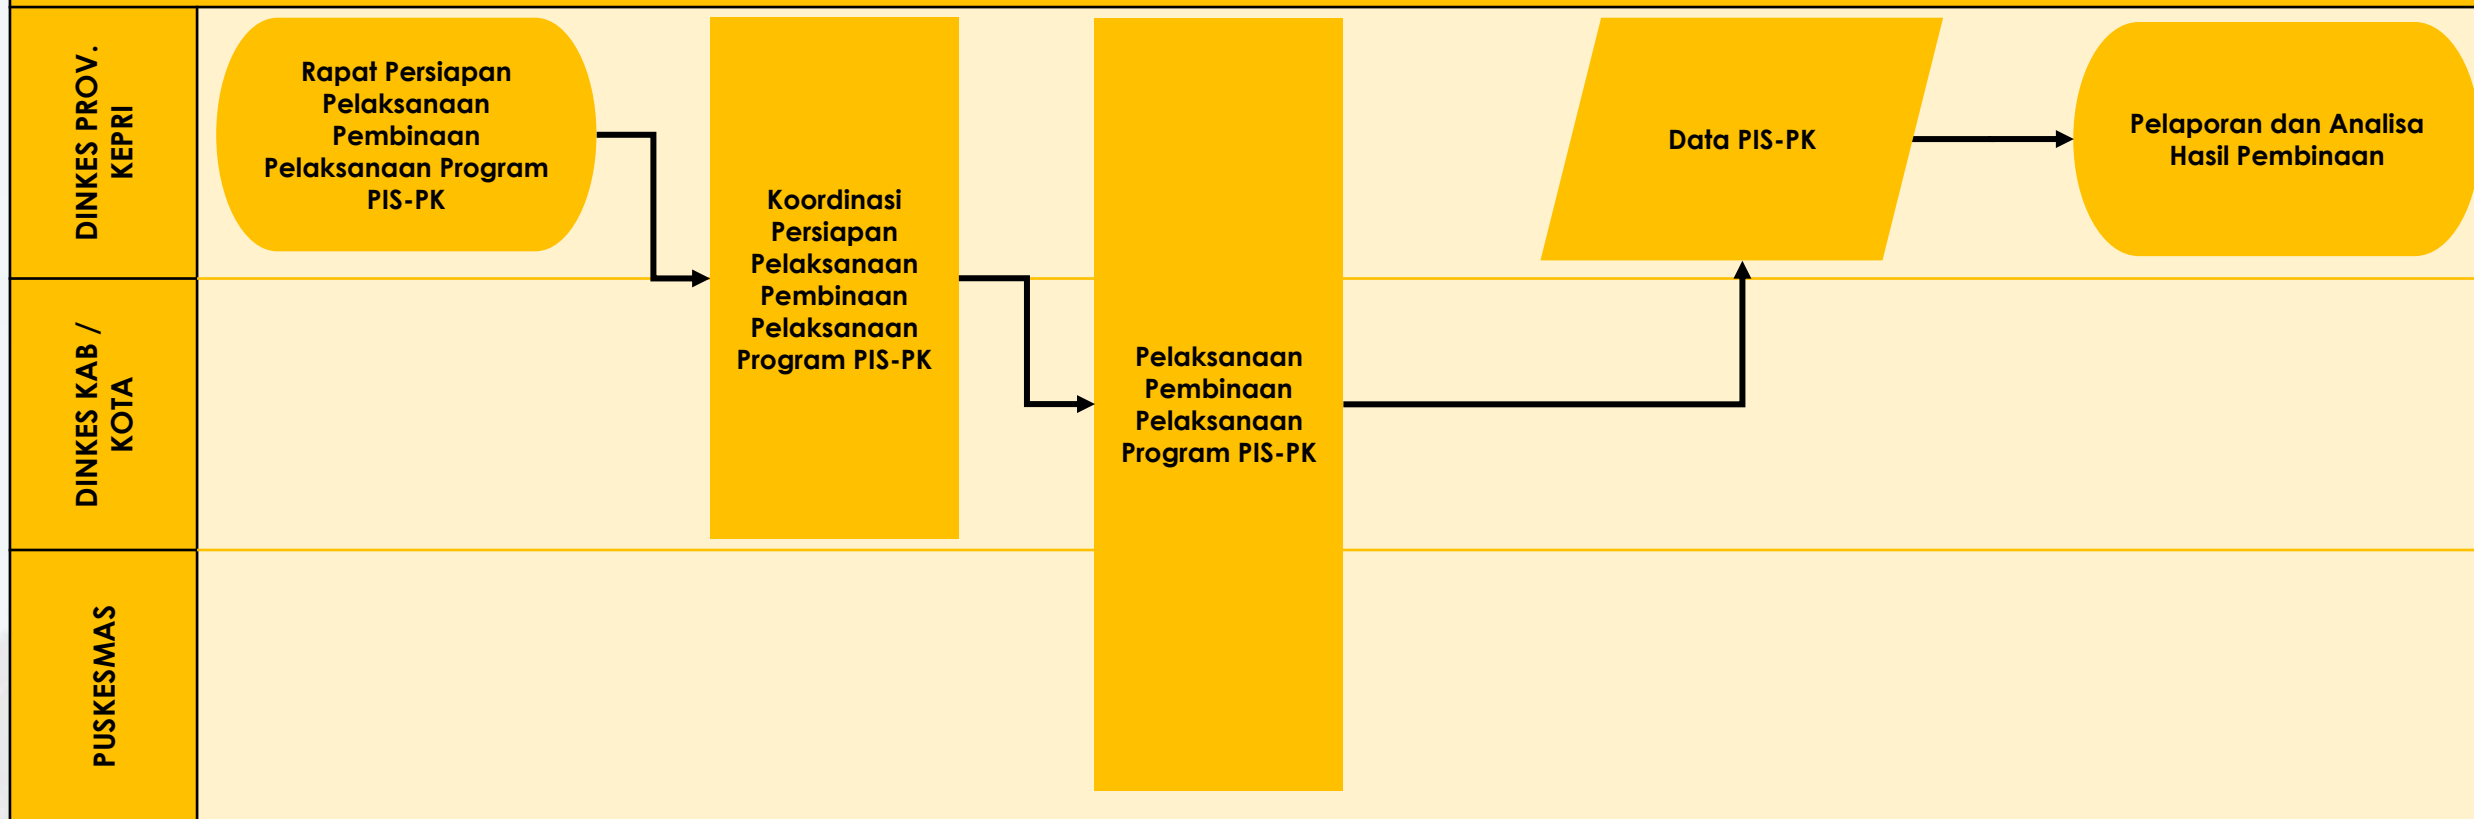 DINKES PROV.
KEPRI
Rapat Persiapan
Pelaksanaan
Pembinaan
Pelaksanaan Program
PIS-PK
Koordinasi
Persiapan
Pelaksanaan
Pembinaan
Pelaksanaan
Program PIS-PK
Pelaksanaan
Pembinaan
Pelaksanaan
Program PIS-PK
Data PIS-PK
Pelaporan dan Analisa
Hasil Pembinaan
DINKES KAB /
KOTA
PUSKESMAS